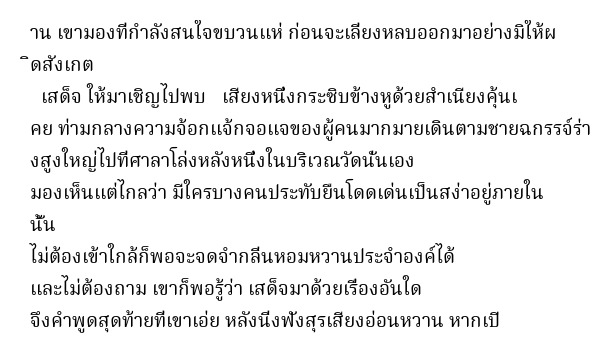 าน เขามองที่กำลังสนใจขบวนแห่ ก่อนจะเลี่ยงหลบออกมาอย่างมิให้ผ
ิดสังเกต
เสด็จ ให้มาเชิญไปพบ เสียงหนึ่งกระซิบข้างหูด้วยสำเนียงคุ้นเ
คย ท่ามกลางความจ้อกแจ้กจอแจของผู้คนมากมายเดินตามชายฉกรรจ์ร่า
งสูงใหญ่ไปที่ศาลาโล่งหลังหนึ่งในบริเวณวัดนั้นเอง
มองเห็นแต่ไกลว่า มีใครบางคนประทับยืนโดดเด่นเป็นสง่าอยู่ภายใน
นั้น
ไม่ต้องเข้าใกล้ก็พอจะจดจำกลิ่นหอมหวานประจำองค์ได้
และไม่ต้องถาม เขาก็พอรู้ว่า เสด็จมาด้วยเรื่องอันใด
จึงคำพูดสุดท้ายที่เขาเอ่ย หลังนั่งฟังสุรเสียงอ่อนหวาน หากเปี